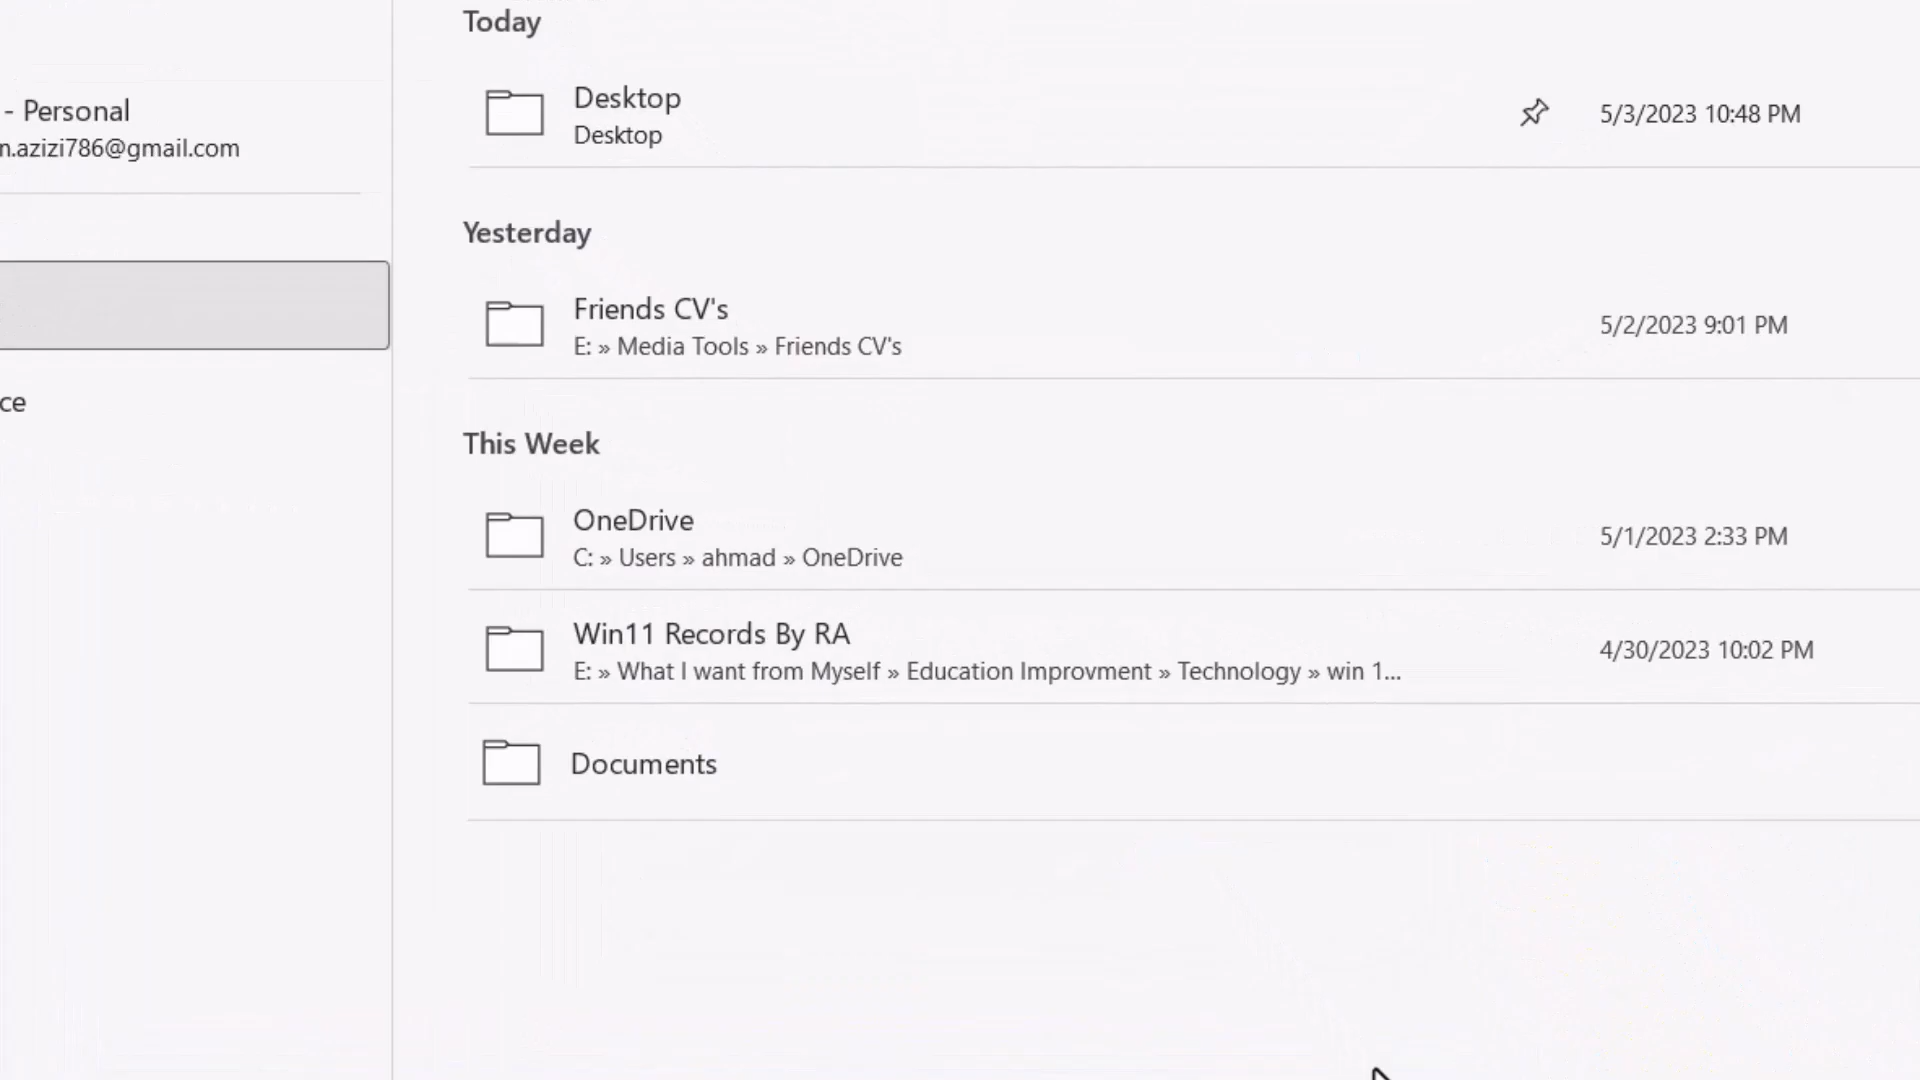 Today
- Personal
n.azizi786@gmail.com
ce
Desktop
Desktop
5/3/2023 10:48 PM
Yesterday
Friends CV's
E: » Media Tools » Friends CV's
5/2/2023 9:01 PM
This Week
OneDrive
C: » Users » ahmad » OneDrive
5/1/2023 2:33 PM
Win11 Records By RA
E: » What I want from Myself » Education Improvment » Technology » win 1...
4/30/2023 10:02 PM
Documents